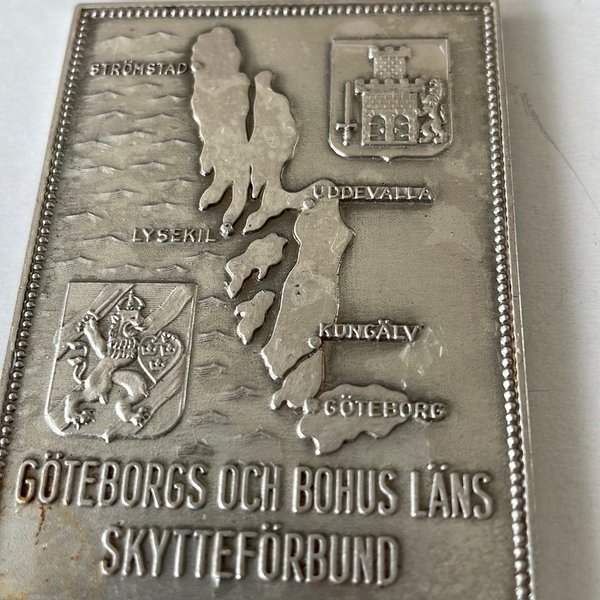 STRÖMSTAD
UDDEVALLA
LYSEKIL
KUNGÄLV
GÖTEBORG
GÖTEBORGS OCH BOHUS LÄNS
SKYTTEFÖRBUND